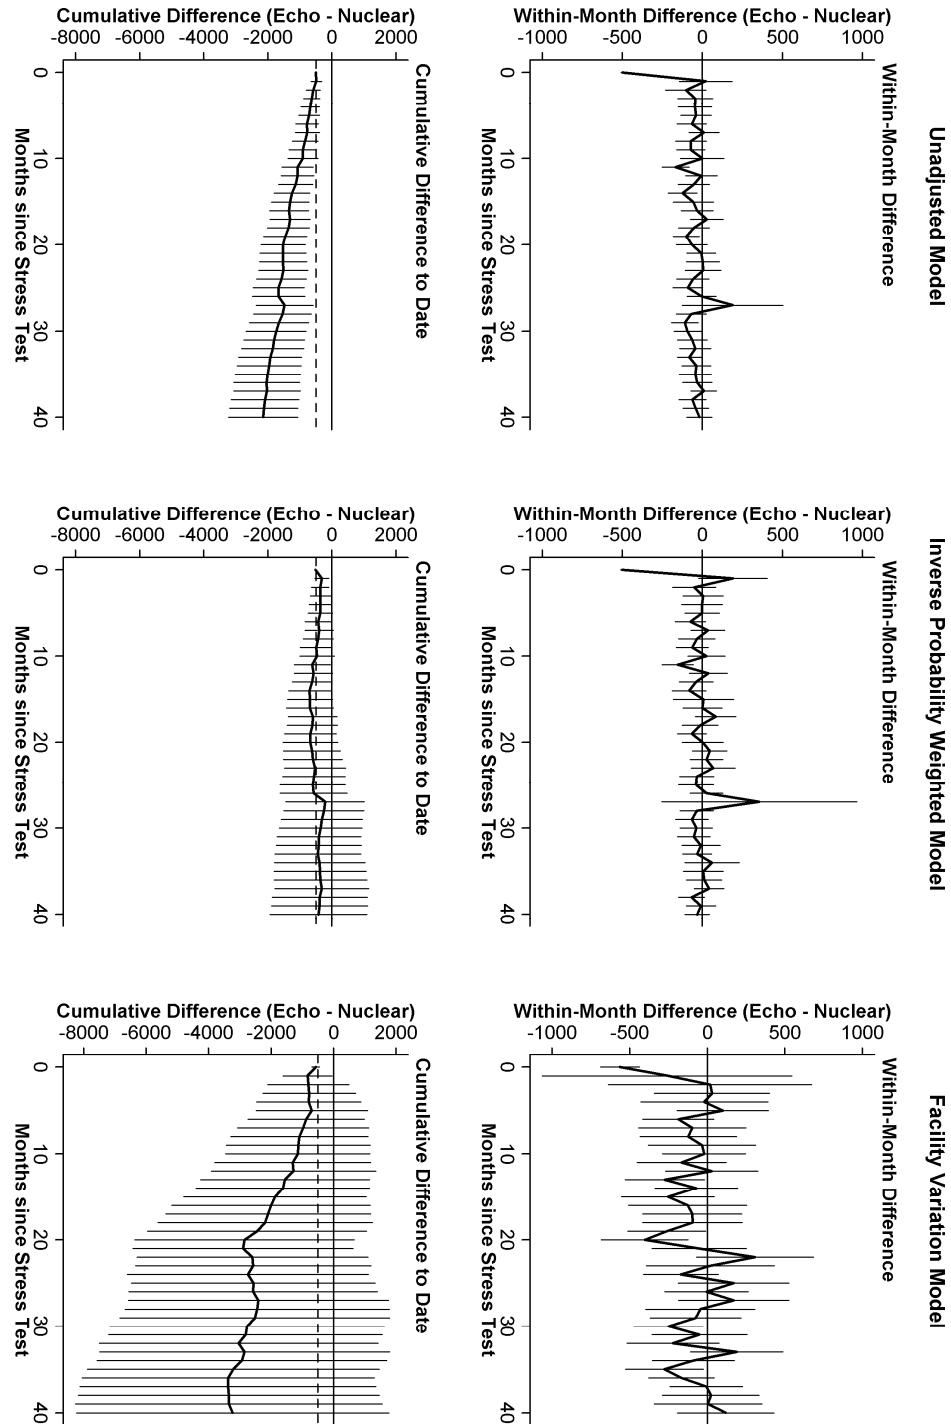 Unadjusted Model
Within-Month Difference
Within-Month Difference (Echo - Nuclear)
-1000 -500 0 500 1000
0 10 20 30 40
Months since Stress Test
Cumulative Difference to Date
Cumulative Difference (Echo - Nuclear)
-8000 -6000 -4000 -2000 0 2000
0 10 20 30 40
Months since Stress Test
Inverse Probability Weighted Model
Within-Month Difference
Within-Month Difference (Echo - Nuclear)
-1000 -500 0 500 1000
0 10 20 30 40
Months since Stress Test
Cumulative Difference to Date
Cumulative Difference (Echo - Nuclear)
-8000 -6000 -4000 -2000 0 2000
0 10 20 30 40
Months since Stress Test
Facility Variation Model
Within-Month Difference
Within-Month Difference (Echo - Nuclear)
-1000 -500 0 500 1000
0 10 20 30 40
Months since Stress Test
Cumulative Difference to Date
Cumulative Difference (Echo - Nuclear)
-8000 -6000 -4000 -2000 0 2000
0 10 20 30 40
Months since Stress Test